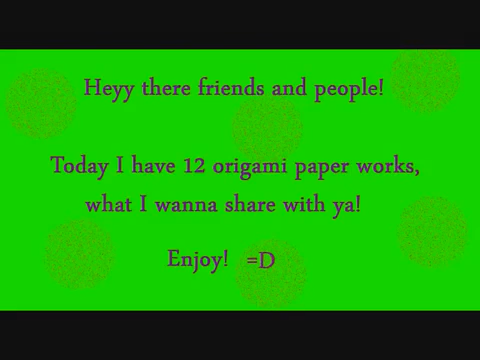 Heyy there friends and people!
Today I have 12 origami paper works,
what I wanna share with ya!
Enjoy! =D